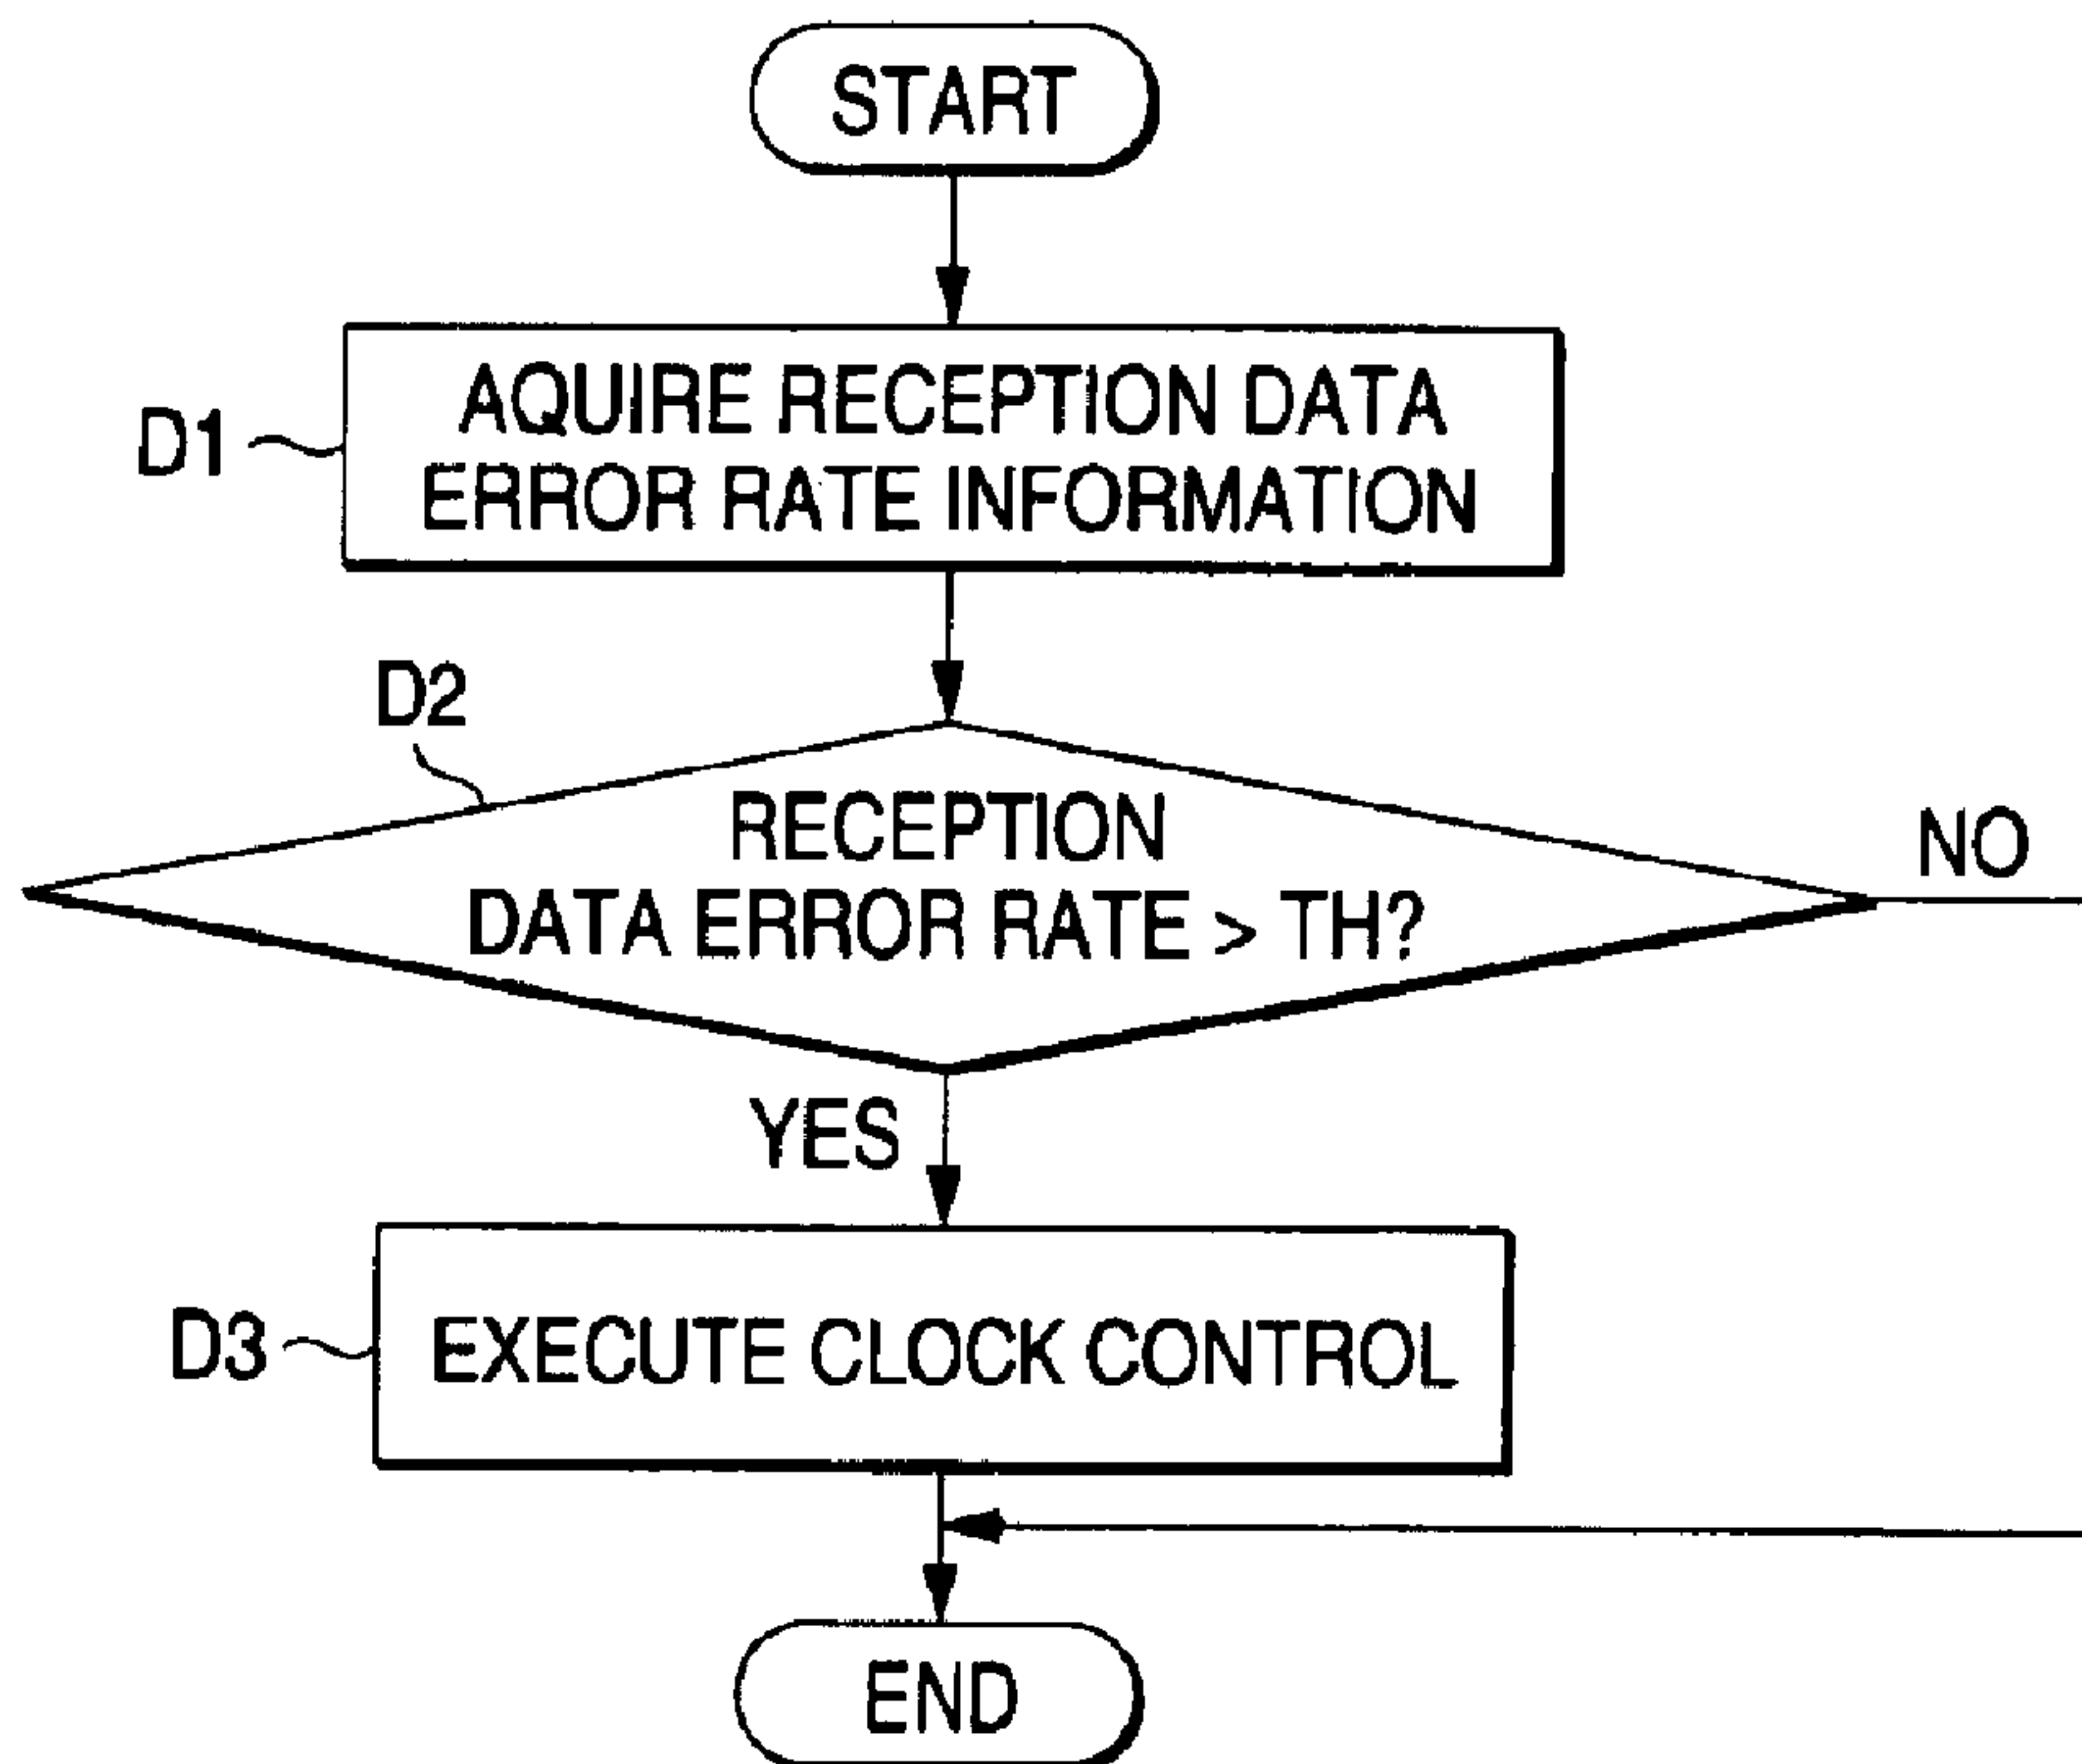 START
D1
AQUIRE RECEPTION DATA
ERROR RATE INFORMATION
D2
RECEPTION
DATA ERROR RATE > TH?
NO
YES
D3
EXECUTE CLOCK CONTROL
END